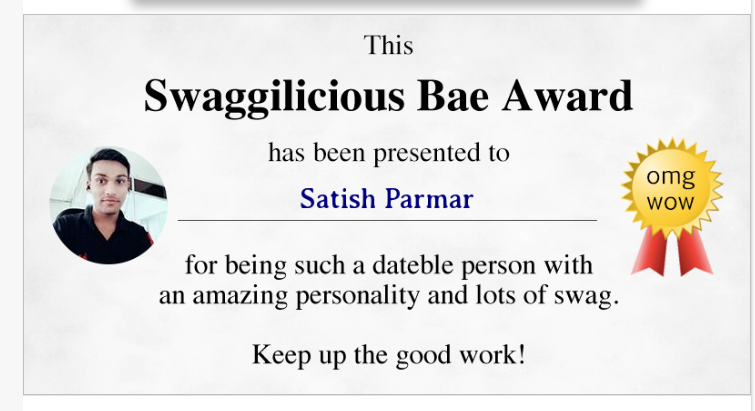 This
Swaggilicious Bae Award
has been presented to
Satish Parmar
omg
wow
for being such a dateble person with
an amazing personality and lots of swag.
Keep up the good work!